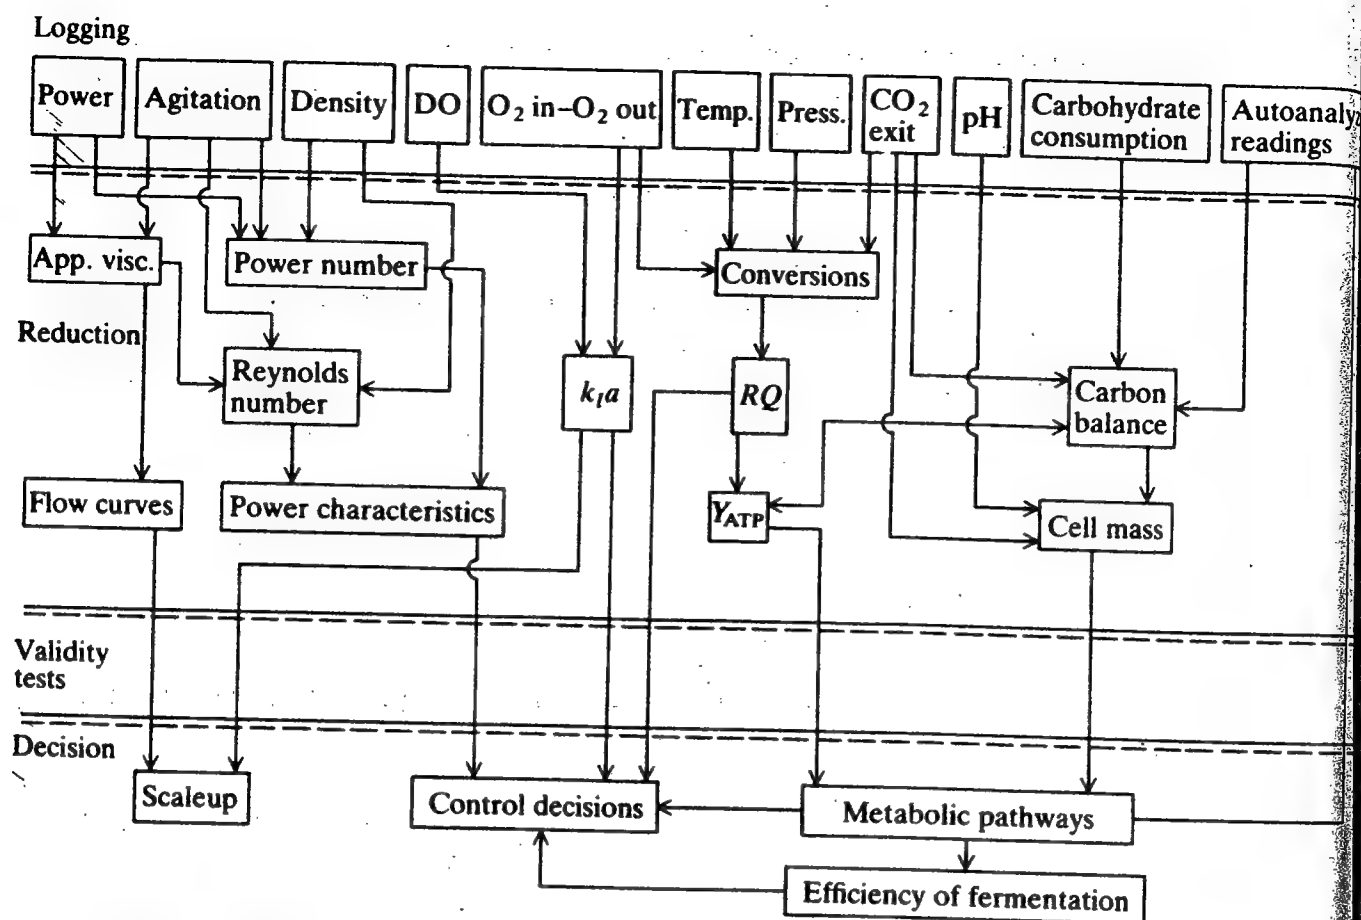 Logging
Power
Agitation
Density
DO
O₂ in–O₂ out
Temp.
Press.
CO₂
exit
pH
Carbohydrate
consumption
Autoanaly
readings
App. visc.
Power number
Conversions
Reduction
Reynolds
number
kₗa
RQ
Carbon
balance
Flow curves
Power characteristics
Y_ATP
Cell mass
Validity
tests
Decision
Scaleup
Control decisions
Metabolic pathways
Efficiency of fermentation